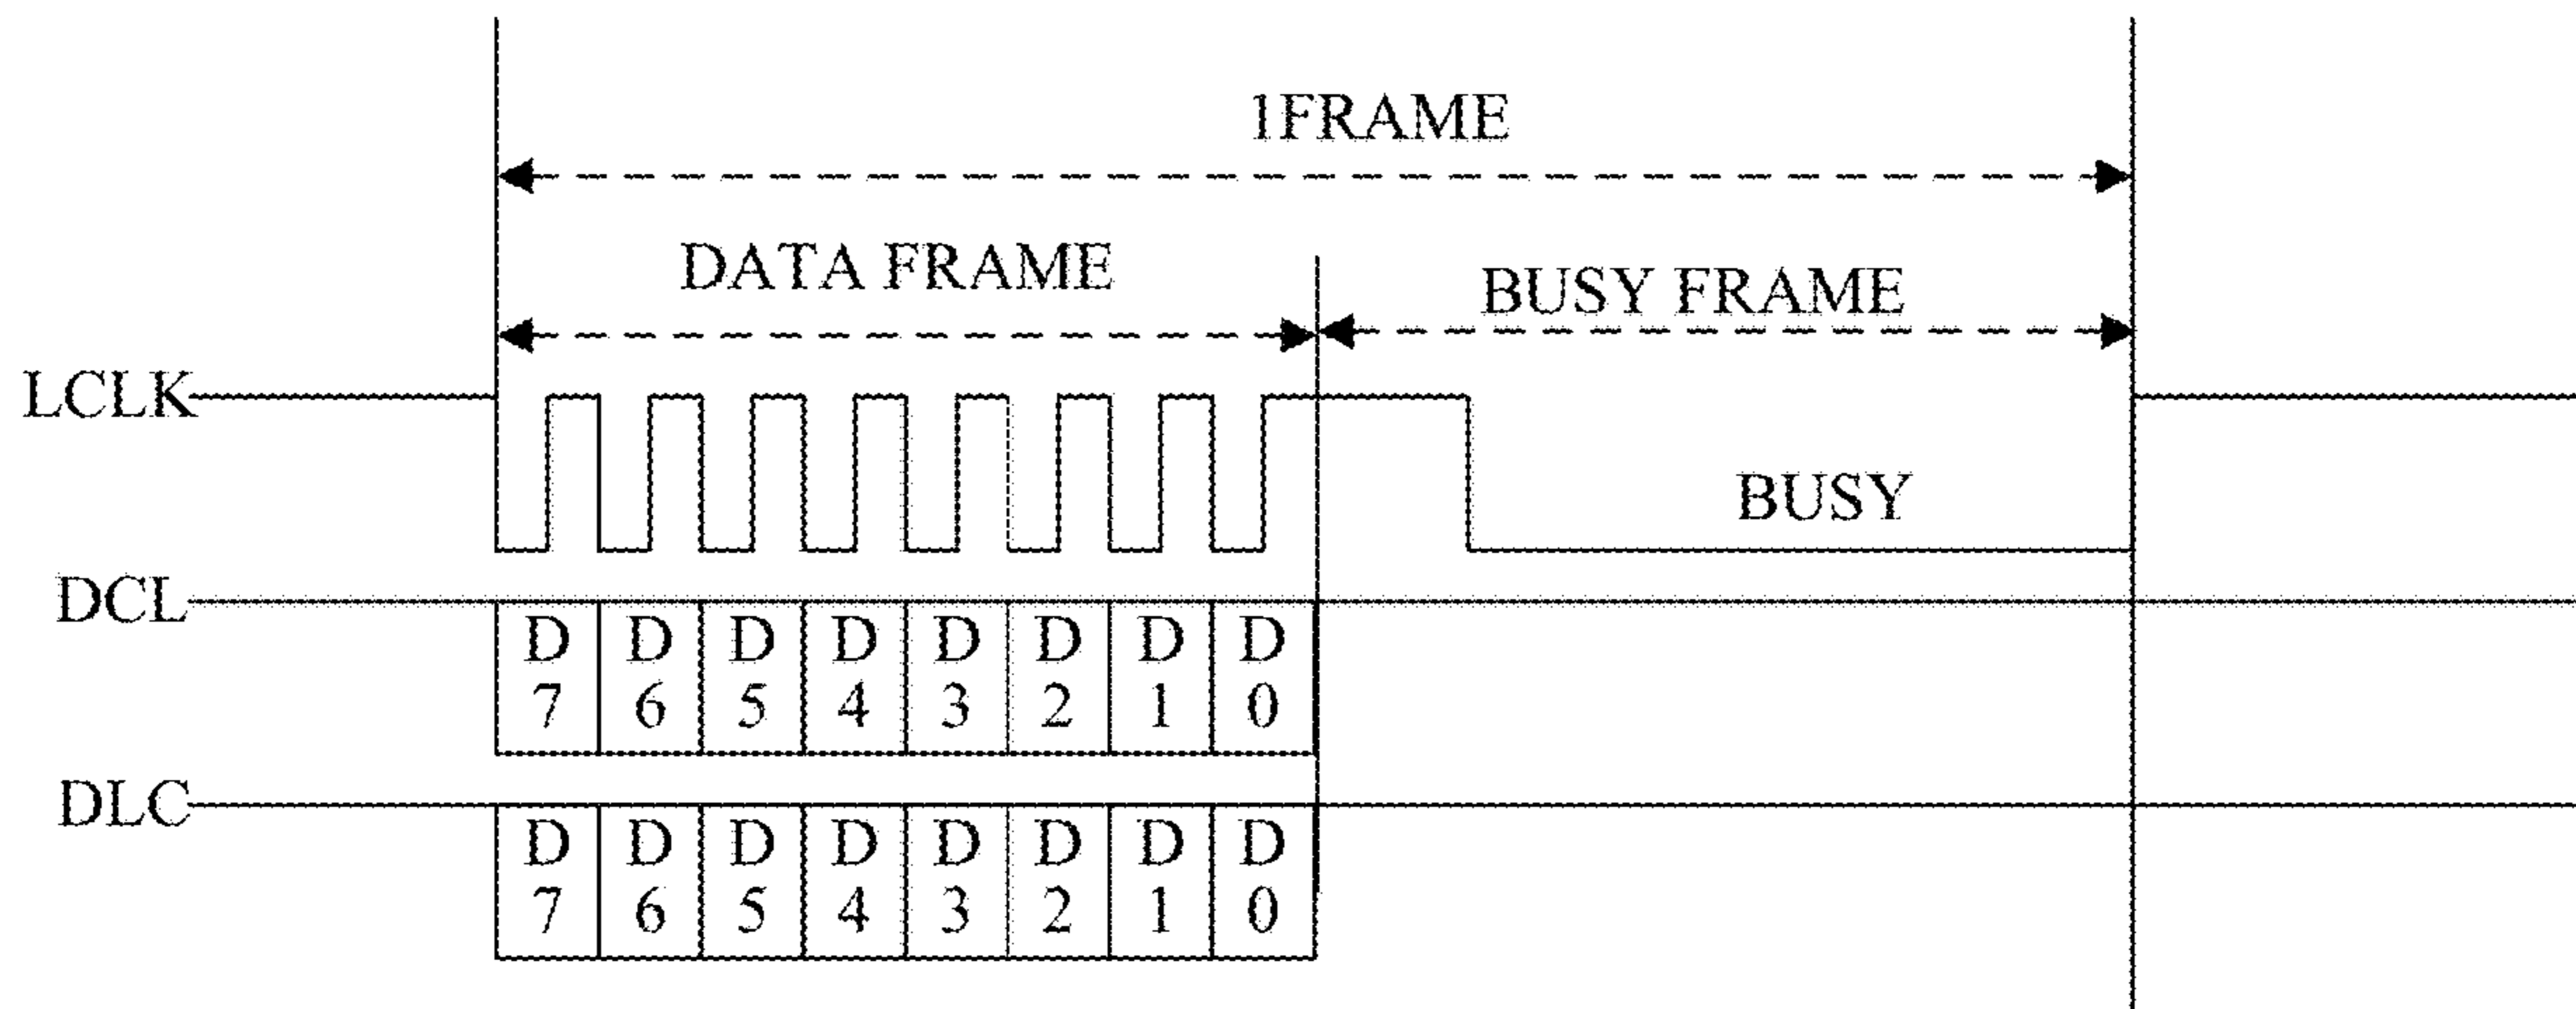 1FRAME
DATA FRAME
BUSY FRAME
LCLK
BUSY
DCL
D D D D D D D D
7 6 5 4 3 2 1 0
DLC
D D D D D D D D
7 6 5 4 3 2 1 0